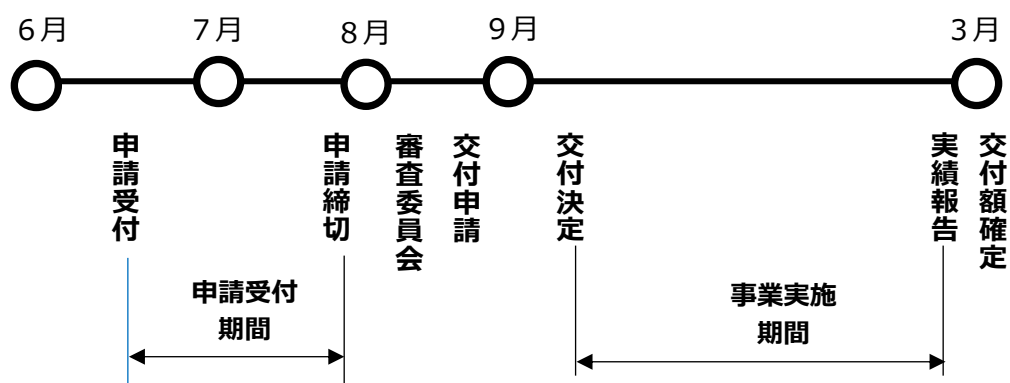 6月
7月
8月
9月
3月
申請受付
申請締切
審査委員会
交付申請
交付決定
実績報告
交付額確定
申請受付
期間
事業実施
期間